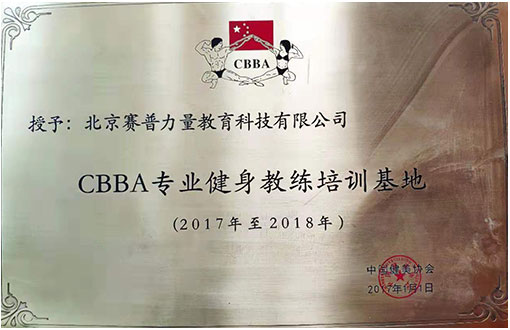 CBBA
授予：北京赛普力量教育科技有限公司
CBBA专业健身教练培训基地
(2017年至2018年)
中国健美协会
2017年1月1日